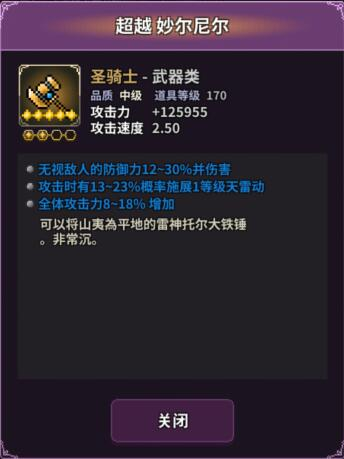 超越 妙尔尼尔
圣骑士 - 武器类
品质 中级 道具等级 170
攻击力 +125955
攻击速度 2.50
无视敌人的防御力12~30%并伤害
攻击时有13~23%概率施展1等级天雷动
全体攻击力8~18% 增加
可以将山夷為平地的雷神托尔大铁锤
。非常沉。
关闭